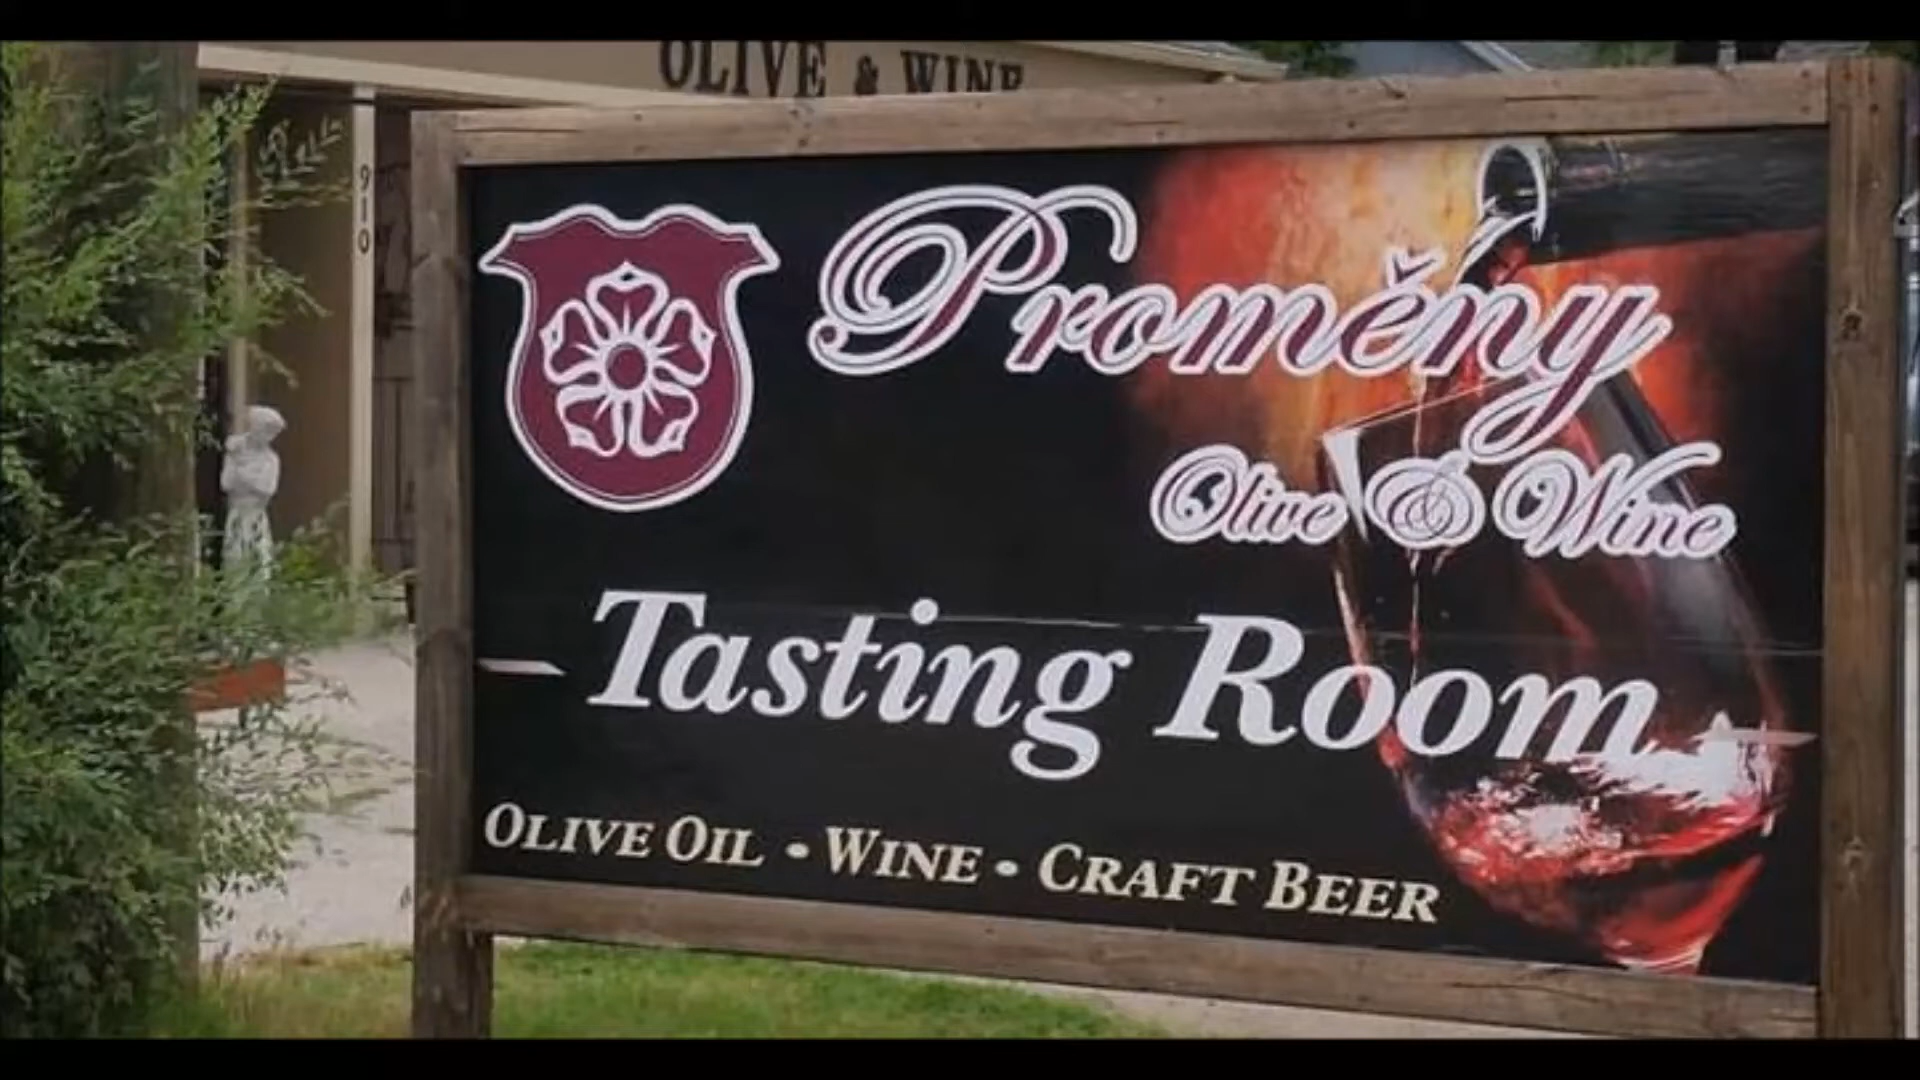 OLIVE & WINE
910
Proměny
Olive & Wine
Tasting Room
OLIVE OIL • WINE • CRAFT BEER